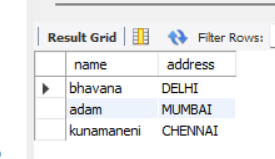 Result Grid Filter Rows:
name address
bhavana DELHI
adam MUMBAI
kunamaneni CHENNAI